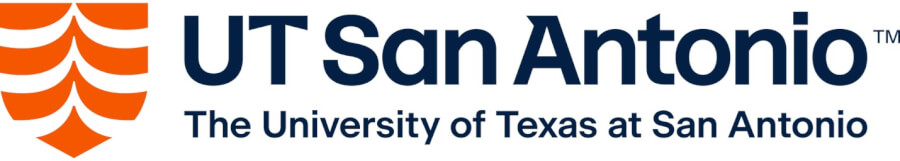 UT San Antonio™
The University of Texas at San Antonio